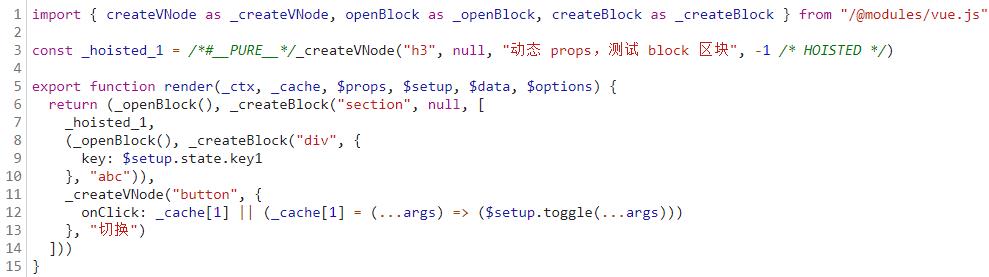 1 import { createVNode as _createVNode, openBlock as _openBlock, createBlock as _createBlock } from "/@modules/vue.js"
2
3 const _hoisted_1 = /*#__PURE__*/_createVNode("h3", null, "动态 props，测试 block 区块", -1 /* HOISTED */)
4
5 export function render(_ctx, _cache, $props, $setup, $data, $options) {
6   return (_openBlock(), _createBlock("section", null, [
7     _hoisted_1,
8     (_openBlock(), _createBlock("div", {
9       key: $setup.state.key1
10     }, "abc")),
11     _createVNode("button", {
12       onClick: _cache[1] || (_cache[1] = (...args) => ($setup.toggle(...args)))
13     }, "切换")
14   ]))
15 }